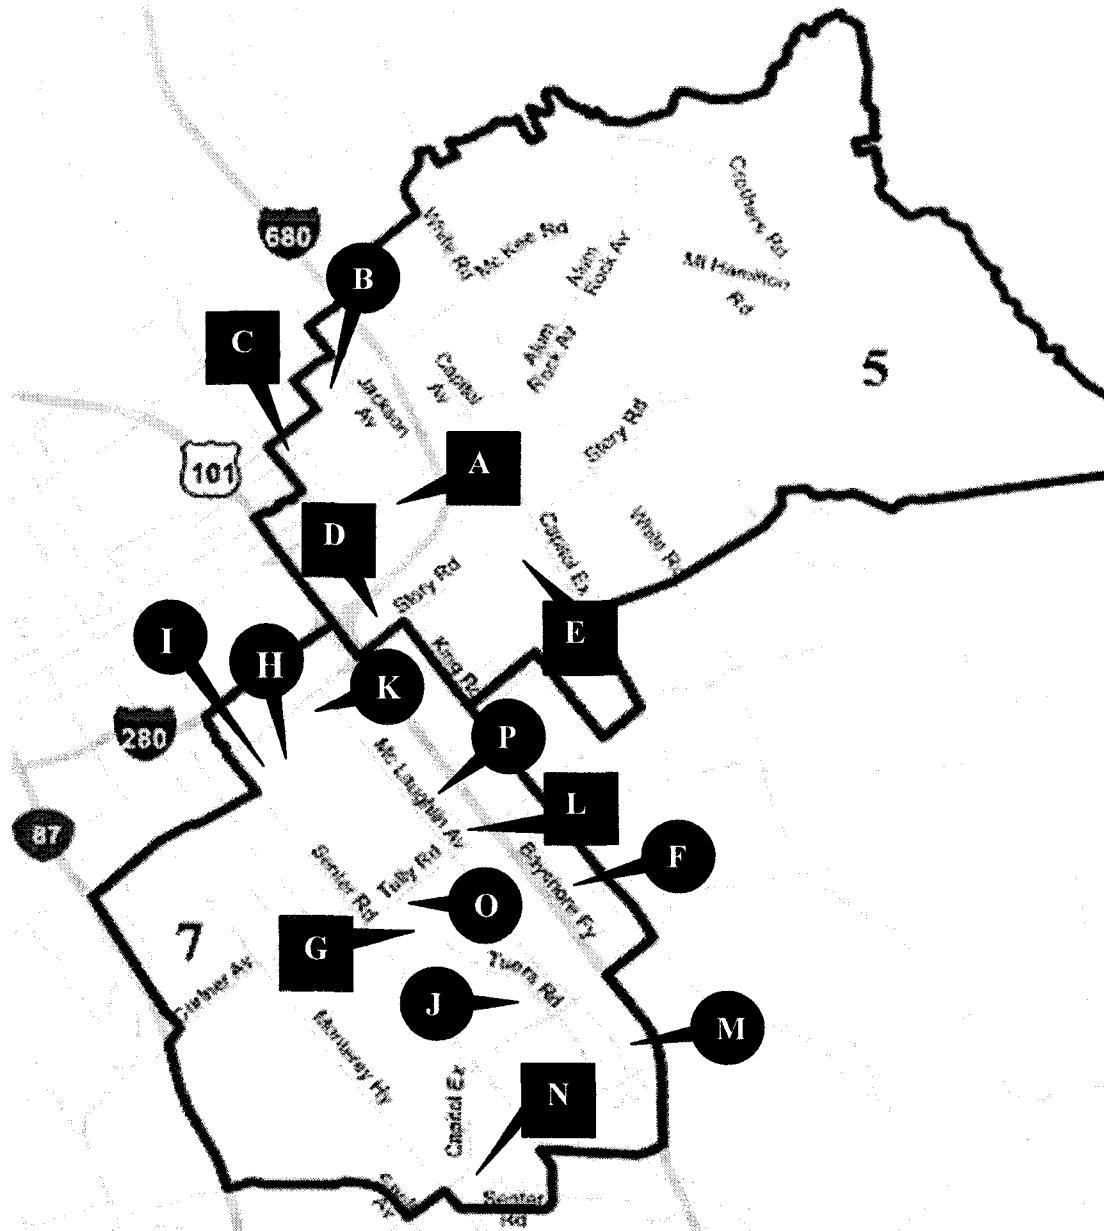 Crothers Rd
White Rd
Mc Kee Rd
680
Alum
Rock Av
Mt Hamilton
Rd
B
C
Alum
Rock Av
5
Capitol
Av
Jackson
Av
Story Rd
101
A
D
Capitol Ex
White Rd
Story Rd
I
H
E
K
King Rd
280
P
Mc Laughlin Av
L
87
Senter Rd
Tully Rd
Bayshore Fy
F
O
7
G
Tuers Rd
Curtner Av
J
M
Monterey Hy
Capitol Ex
N
Av
Senter
Rd